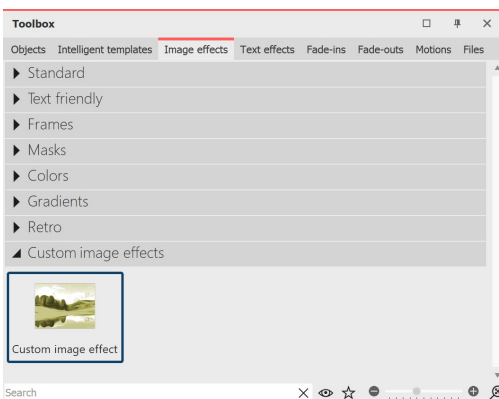 Toolbox
Objects Intelligent templates Image effects Text effects Fade-ins Fade-outs Motions Files
Standard
Text friendly
Frames
Masks
Colors
Gradients
Retro
Custom image effects
Custom image effect
Search